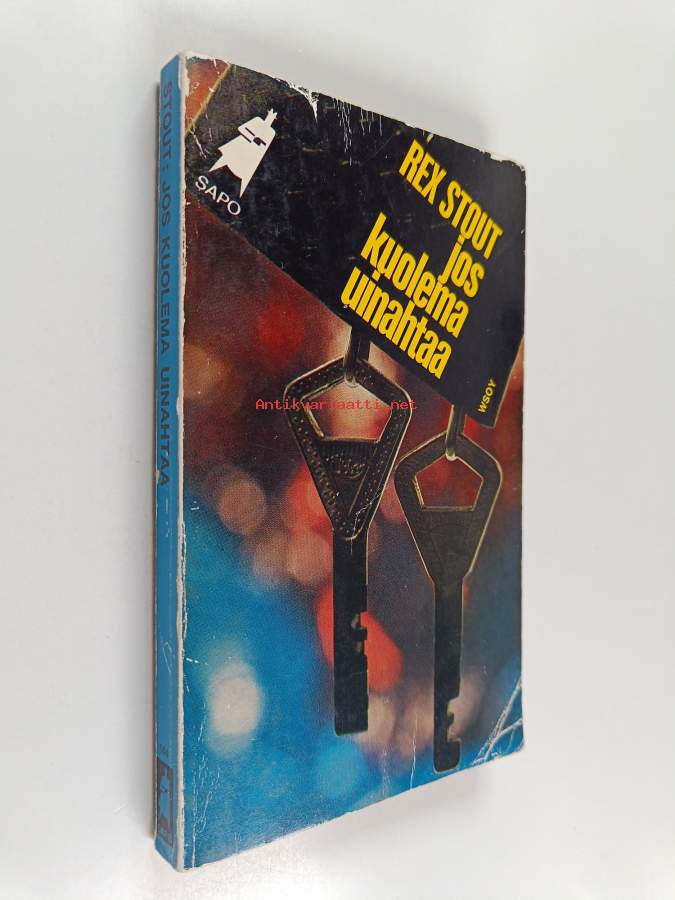 STOUT: JOS KUOLEMA UINAHTAA
SAPO
REX STOUT
jos
kuolema
uinahtaa
WSOY
Antikvariaatti.net